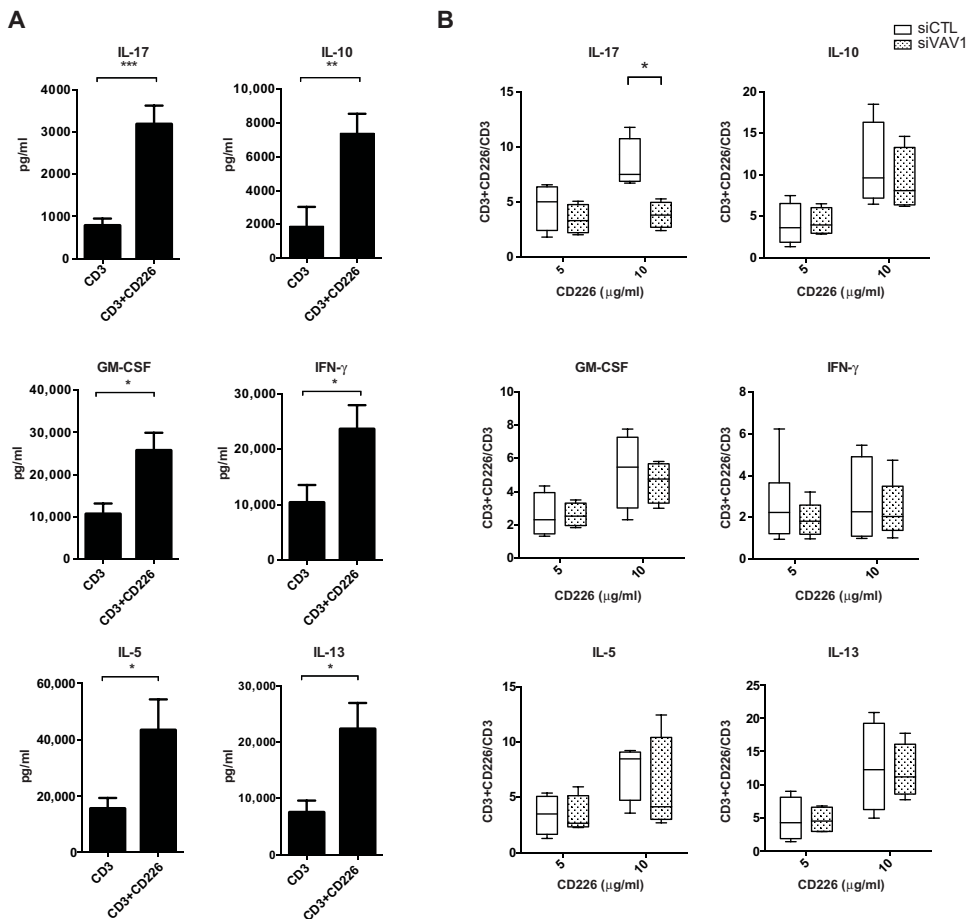 A
B
siCTL
siVAV1
IL-17
***
4000
3000
2000
1000
0
pg/ml
CD3
CD3+CD226
IL-10
**
10,000
8000
6000
4000
2000
0
pg/ml
CD3
CD3+CD226
IL-17
*
15
10
5
0
CD3+CD226/CD3
5
10
CD226 (μg/ml)
IL-10
20
15
10
5
0
CD3+CD226/CD3
5
10
CD226 (μg/ml)
GM-CSF
*
40,000
30,000
20,000
10,000
0
pg/ml
CD3
CD3+CD226
IFN-γ
*
30,000
20,000
10,000
0
pg/ml
CD3
CD3+CD226
GM-CSF
10
8
6
4
2
0
CD3+CD226/CD3
5
10
CD226 (μg/ml)
IFN-γ
8
6
4
2
0
CD3+CD226/CD3
5
10
CD226 (μg/ml)
IL-5
*
60,000
40,000
20,000
0
pg/ml
CD3
CD3+CD226
IL-13
*
30,000
20,000
10,000
0
pg/ml
CD3
CD3+CD226
IL-5
15
10
5
0
CD3+CD226/CD3
5
10
CD226 (μg/ml)
IL-13
25
20
15
10
5
0
CD3+CD226/CD3
5
10
CD226 (μg/ml)